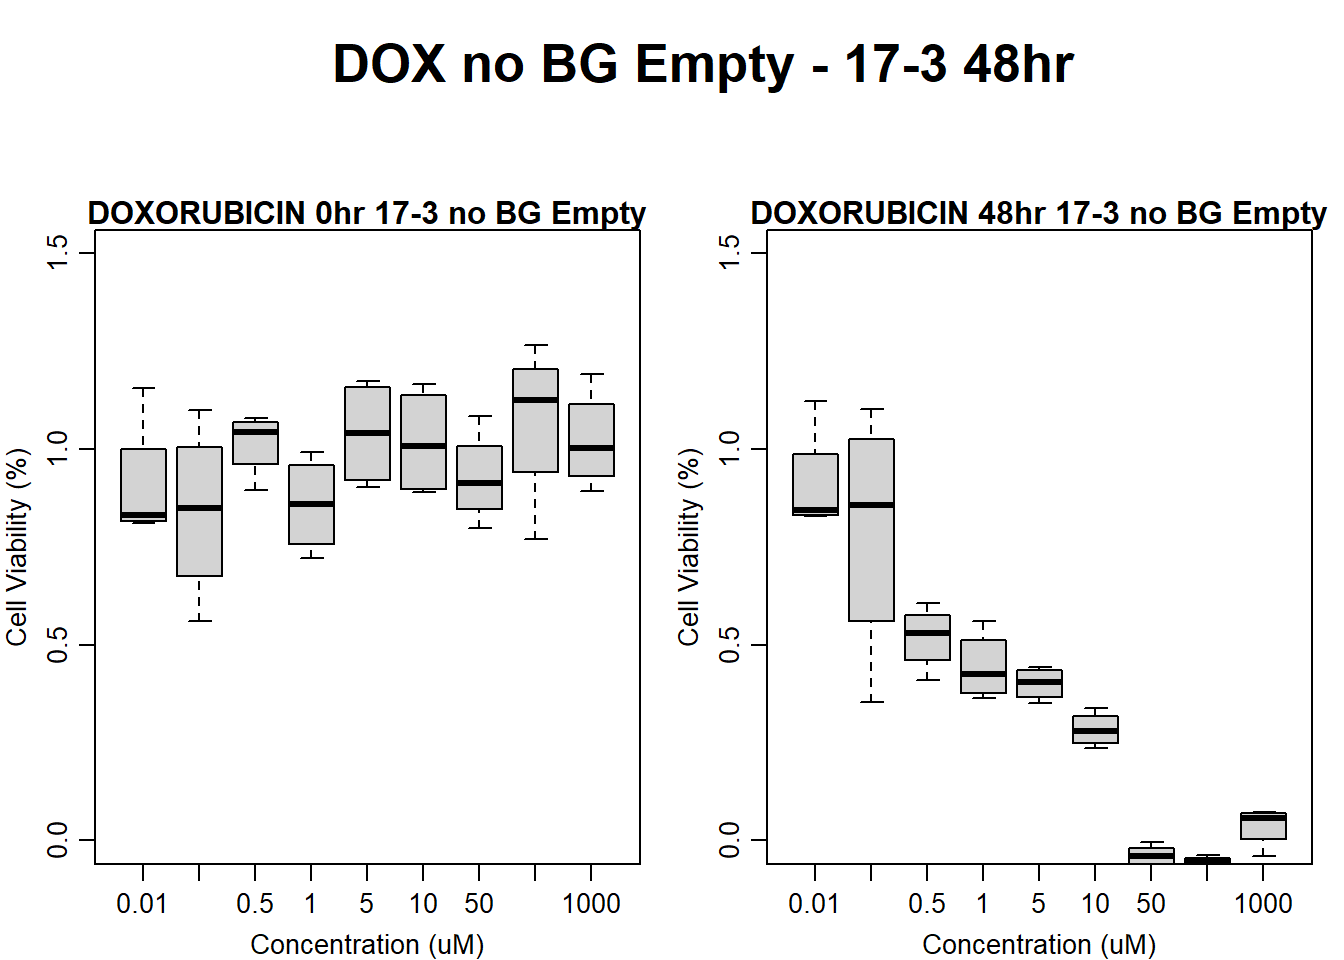 DOX no BG Empty - 17-3 48hr
DOXORUBICIN 0hr 17-3 no BG Empty
Cell Viability (%)
1.5
1.0
0.5
0.0
0.01 0.5 1 5 10 50 1000
Concentration (uM)
DOXORUBICIN 48hr 17-3 no BG Empty
Cell Viability (%)
1.5
1.0
0.5
0.0
0.01 0.5 1 5 10 50 1000
Concentration (uM)